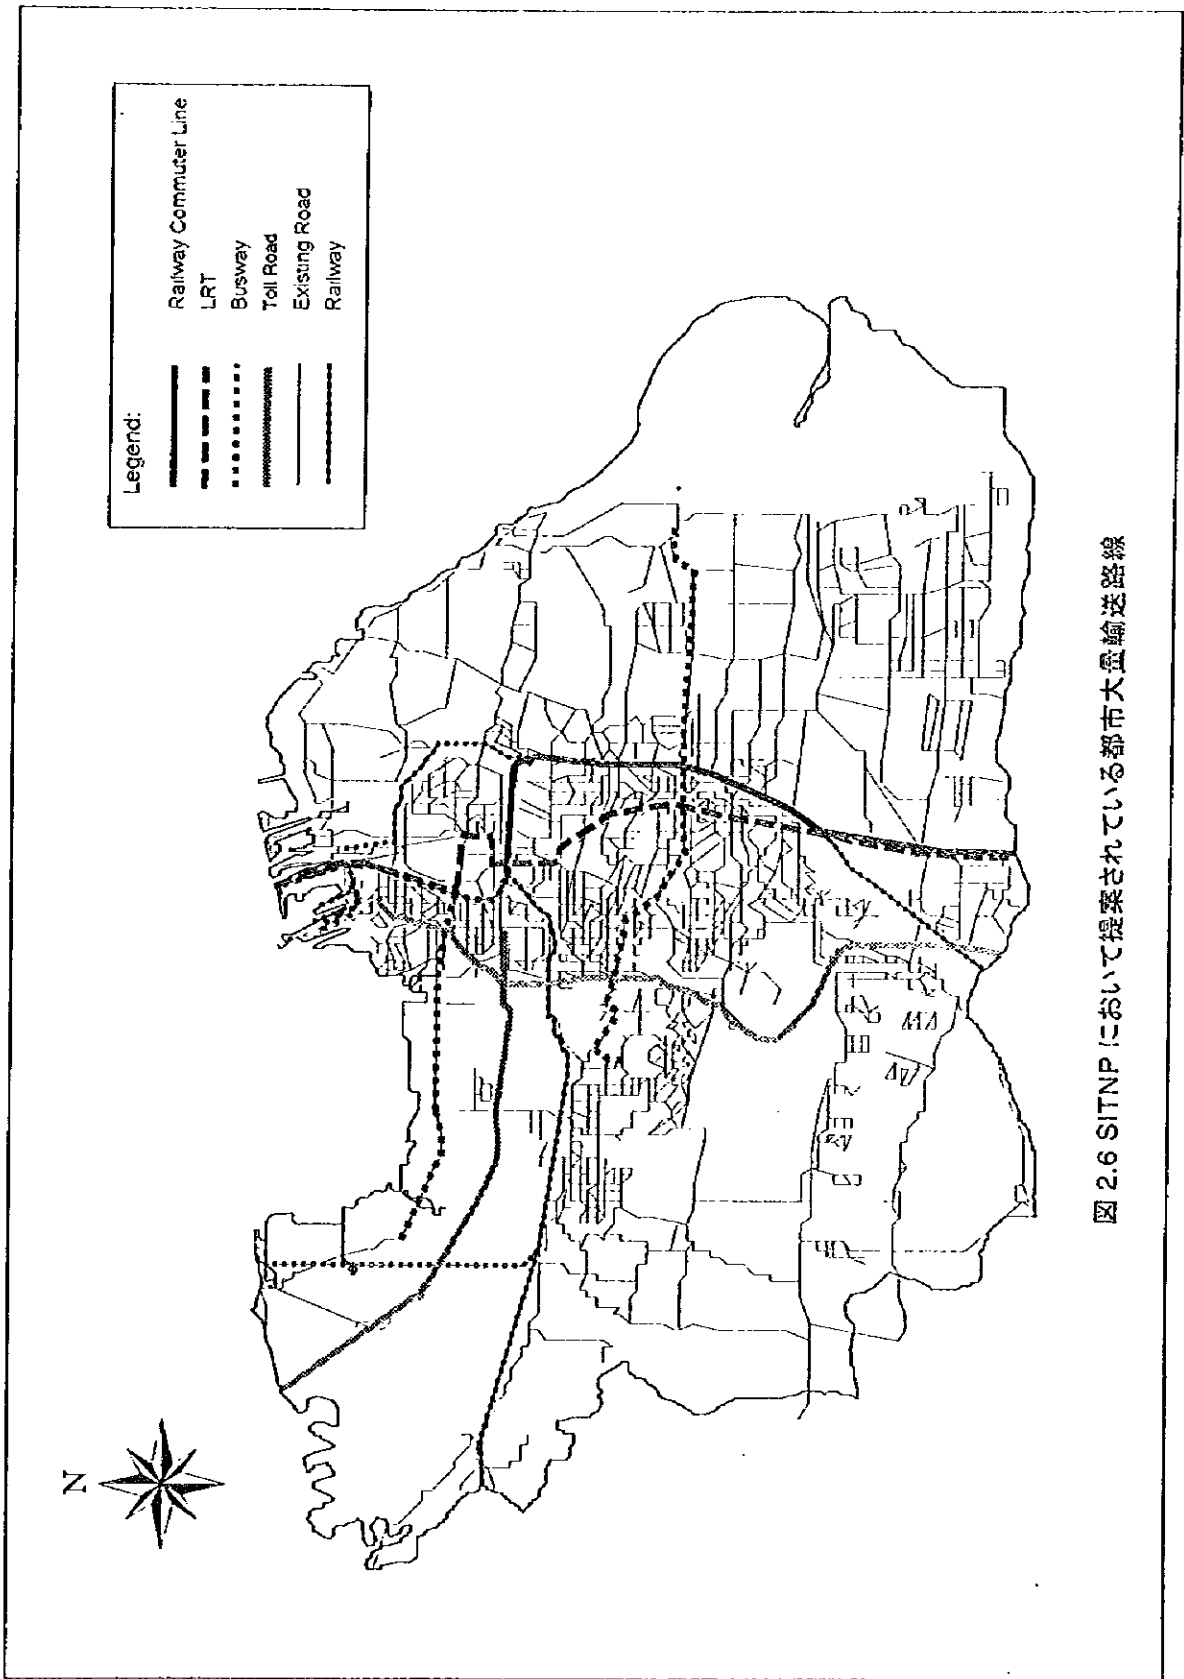 N
Legend:
Railway Commuter Line
LRT
Busway
Toll Road
Existing Road
Railway
図 2.6 SITNP において提案されている都市大量輸送路線